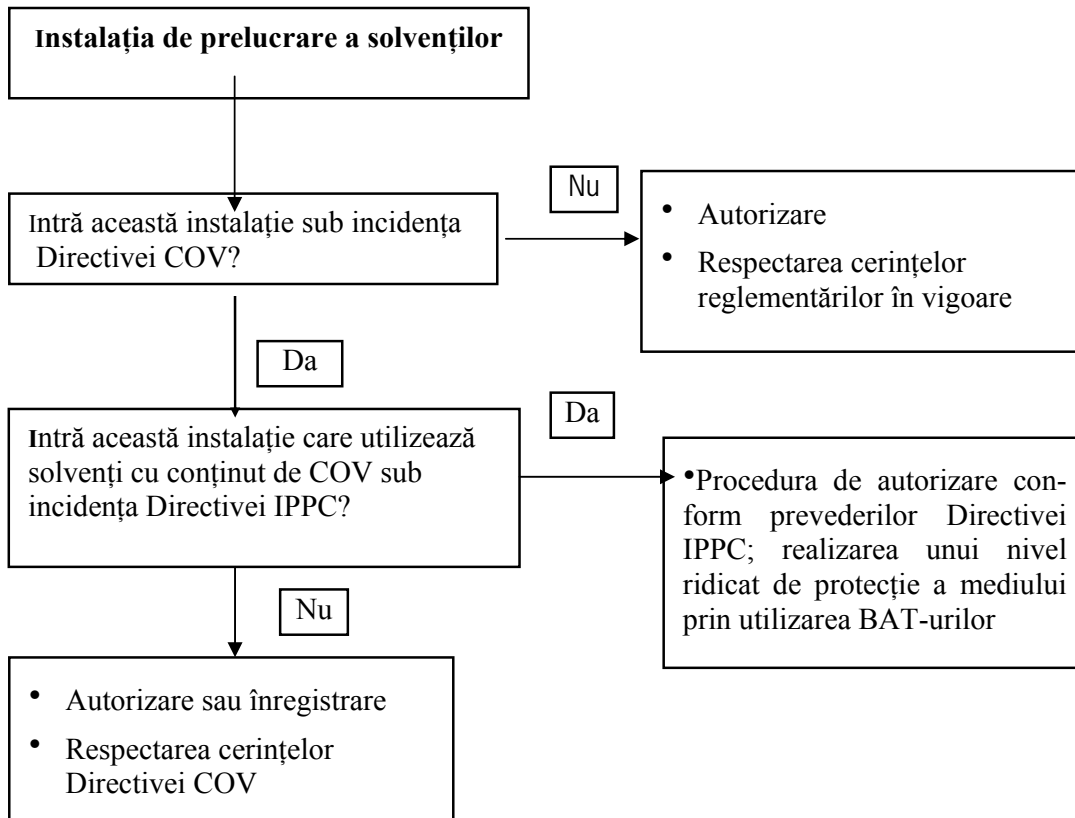 Instalația de prelucrare a solvenților
Nu
Intră această instalație sub incidența
Directivei COV?
• Autorizare
• Respectarea cerințelor
reglementărilor în vigoare
Da
Da
Intră această instalație care utilizează
solvenți cu conținut de COV sub
incidența Directivei IPPC?
•Procedura de autorizare con-
form prevederilor Directivei
IPPC; realizarea unui nivel
ridicat de protecție a mediului
prin utilizarea BAT-urilor
Nu
• Autorizare sau înregistrare
• Respectarea cerințelor
Directivei COV